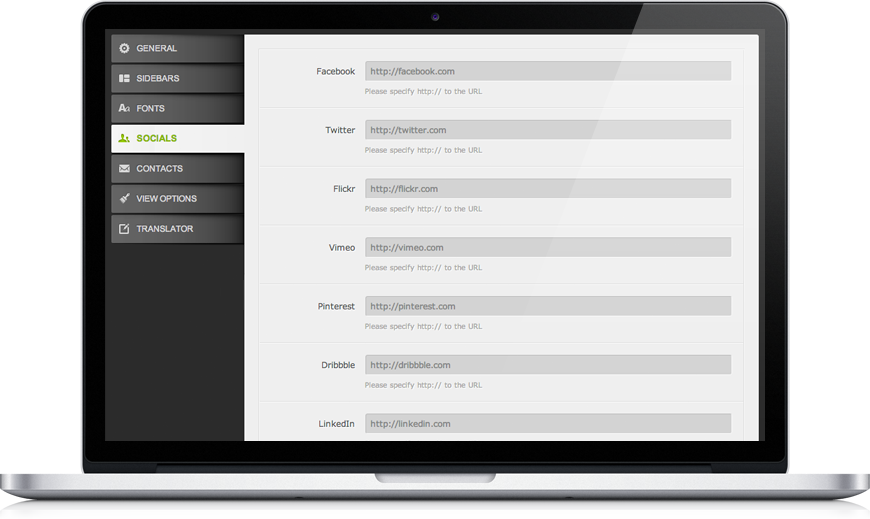 GENERAL
SIDEBARS
Aa FONTS
SOCIALS
CONTACTS
VIEW OPTIONS
TRANSLATOR
Facebook http://facebook.com
Please specify http:// to the URL
Twitter http://twitter.com
Please specify http:// to the URL
Flickr http://flickr.com
Please specify http:// to the URL
Vimeo http://vimeo.com
Please specify http:// to the URL
Pinterest http://pinterest.com
Please specify http:// to the URL
Dribbble http://dribbble.com
Please specify http:// to the URL
LinkedIn http://linkedin.com